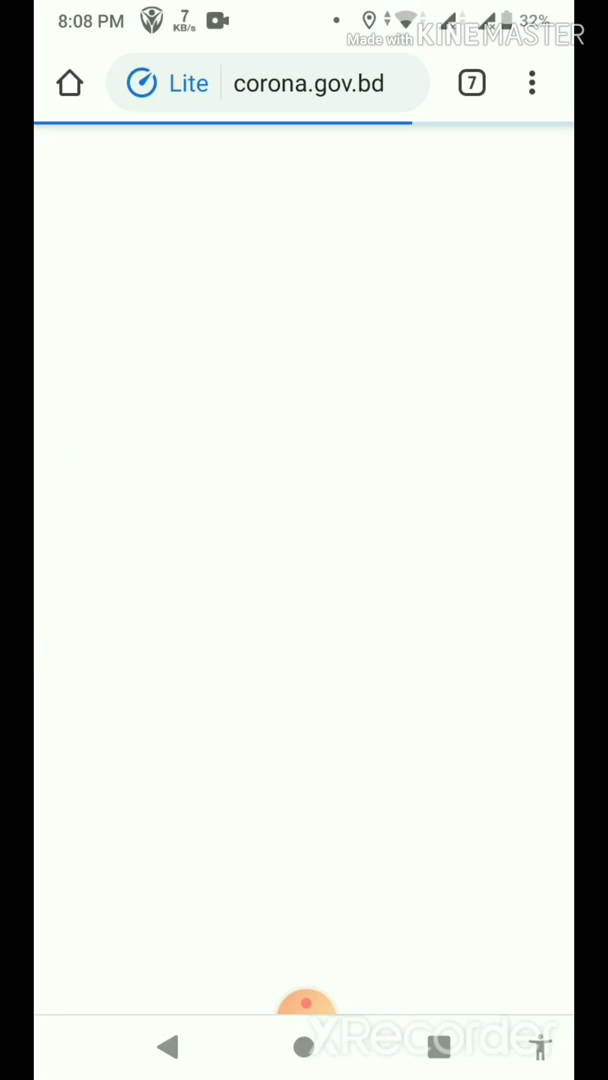 8:08 PM 7 KB/s 32%
Made with KINEMASTER
Lite corona.gov.bd 7
XRecorder